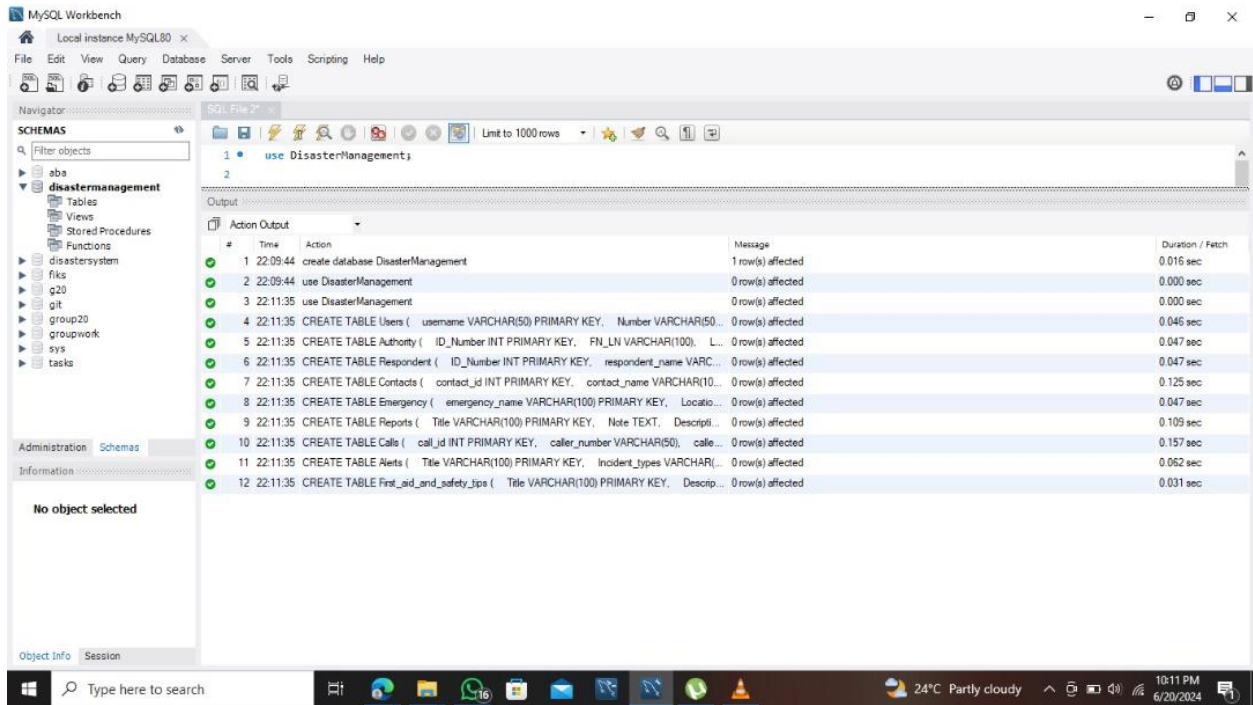 MySQL Workbench
Local instance MySQL80
File Edit View Query Database Server Tools Scripting Help
Navigator
SQL File 2*
SCHEMAS
Filter objects
Limit to 1000 rows
1 use DisasterManagement;
2
aba
disastermanagement
Tables
Views
Stored Procedures
Functions
disastersystem
fiks
g20
git
group20
groupwork
sys
tasks
Output
Action Output
# Time Action Message Duration / Fetch
1 22:09:44 create database DisasterManagement 1 row(s) affected 0.016 sec
2 22:09:44 use DisasterManagement 0 row(s) affected 0.000 sec
3 22:11:35 use DisasterManagement 0 row(s) affected 0.000 sec
4 22:11:35 CREATE TABLE Users ( username VARCHAR(50) PRIMARY KEY, Number VARCHAR(50... 0 row(s) affected 0.046 sec
5 22:11:35 CREATE TABLE Authority ( ID_Number INT PRIMARY KEY, FN_LN VARCHAR(100), L... 0 row(s) affected 0.047 sec
6 22:11:35 CREATE TABLE Respondent ( ID_Number INT PRIMARY KEY, respondent_name VARC... 0 row(s) affected 0.047 sec
7 22:11:35 CREATE TABLE Contacts ( contact_id INT PRIMARY KEY, contact_name VARCHAR(10... 0 row(s) affected 0.125 sec
8 22:11:35 CREATE TABLE Emergency ( emergency_name VARCHAR(100) PRIMARY KEY, Locatio... 0 row(s) affected 0.047 sec
9 22:11:35 CREATE TABLE Reports ( Title VARCHAR(100) PRIMARY KEY, Note TEXT, Descripti... 0 row(s) affected 0.109 sec
10 22:11:35 CREATE TABLE Calls ( call_id INT PRIMARY KEY, caller_number VARCHAR(50), calle... 0 row(s) affected 0.157 sec
11 22:11:35 CREATE TABLE Alerts ( Title VARCHAR(100) PRIMARY KEY, Incident_types VARCHAR(... 0 row(s) affected 0.062 sec
12 22:11:35 CREATE TABLE First_aid_and_safety_tips ( Title VARCHAR(100) PRIMARY KEY, Descrip... 0 row(s) affected 0.031 sec
Administration Schemas
Information
No object selected
Object Info Session
Type here to search
16
24°C Partly cloudy
10:11 PM
6/20/2024
1